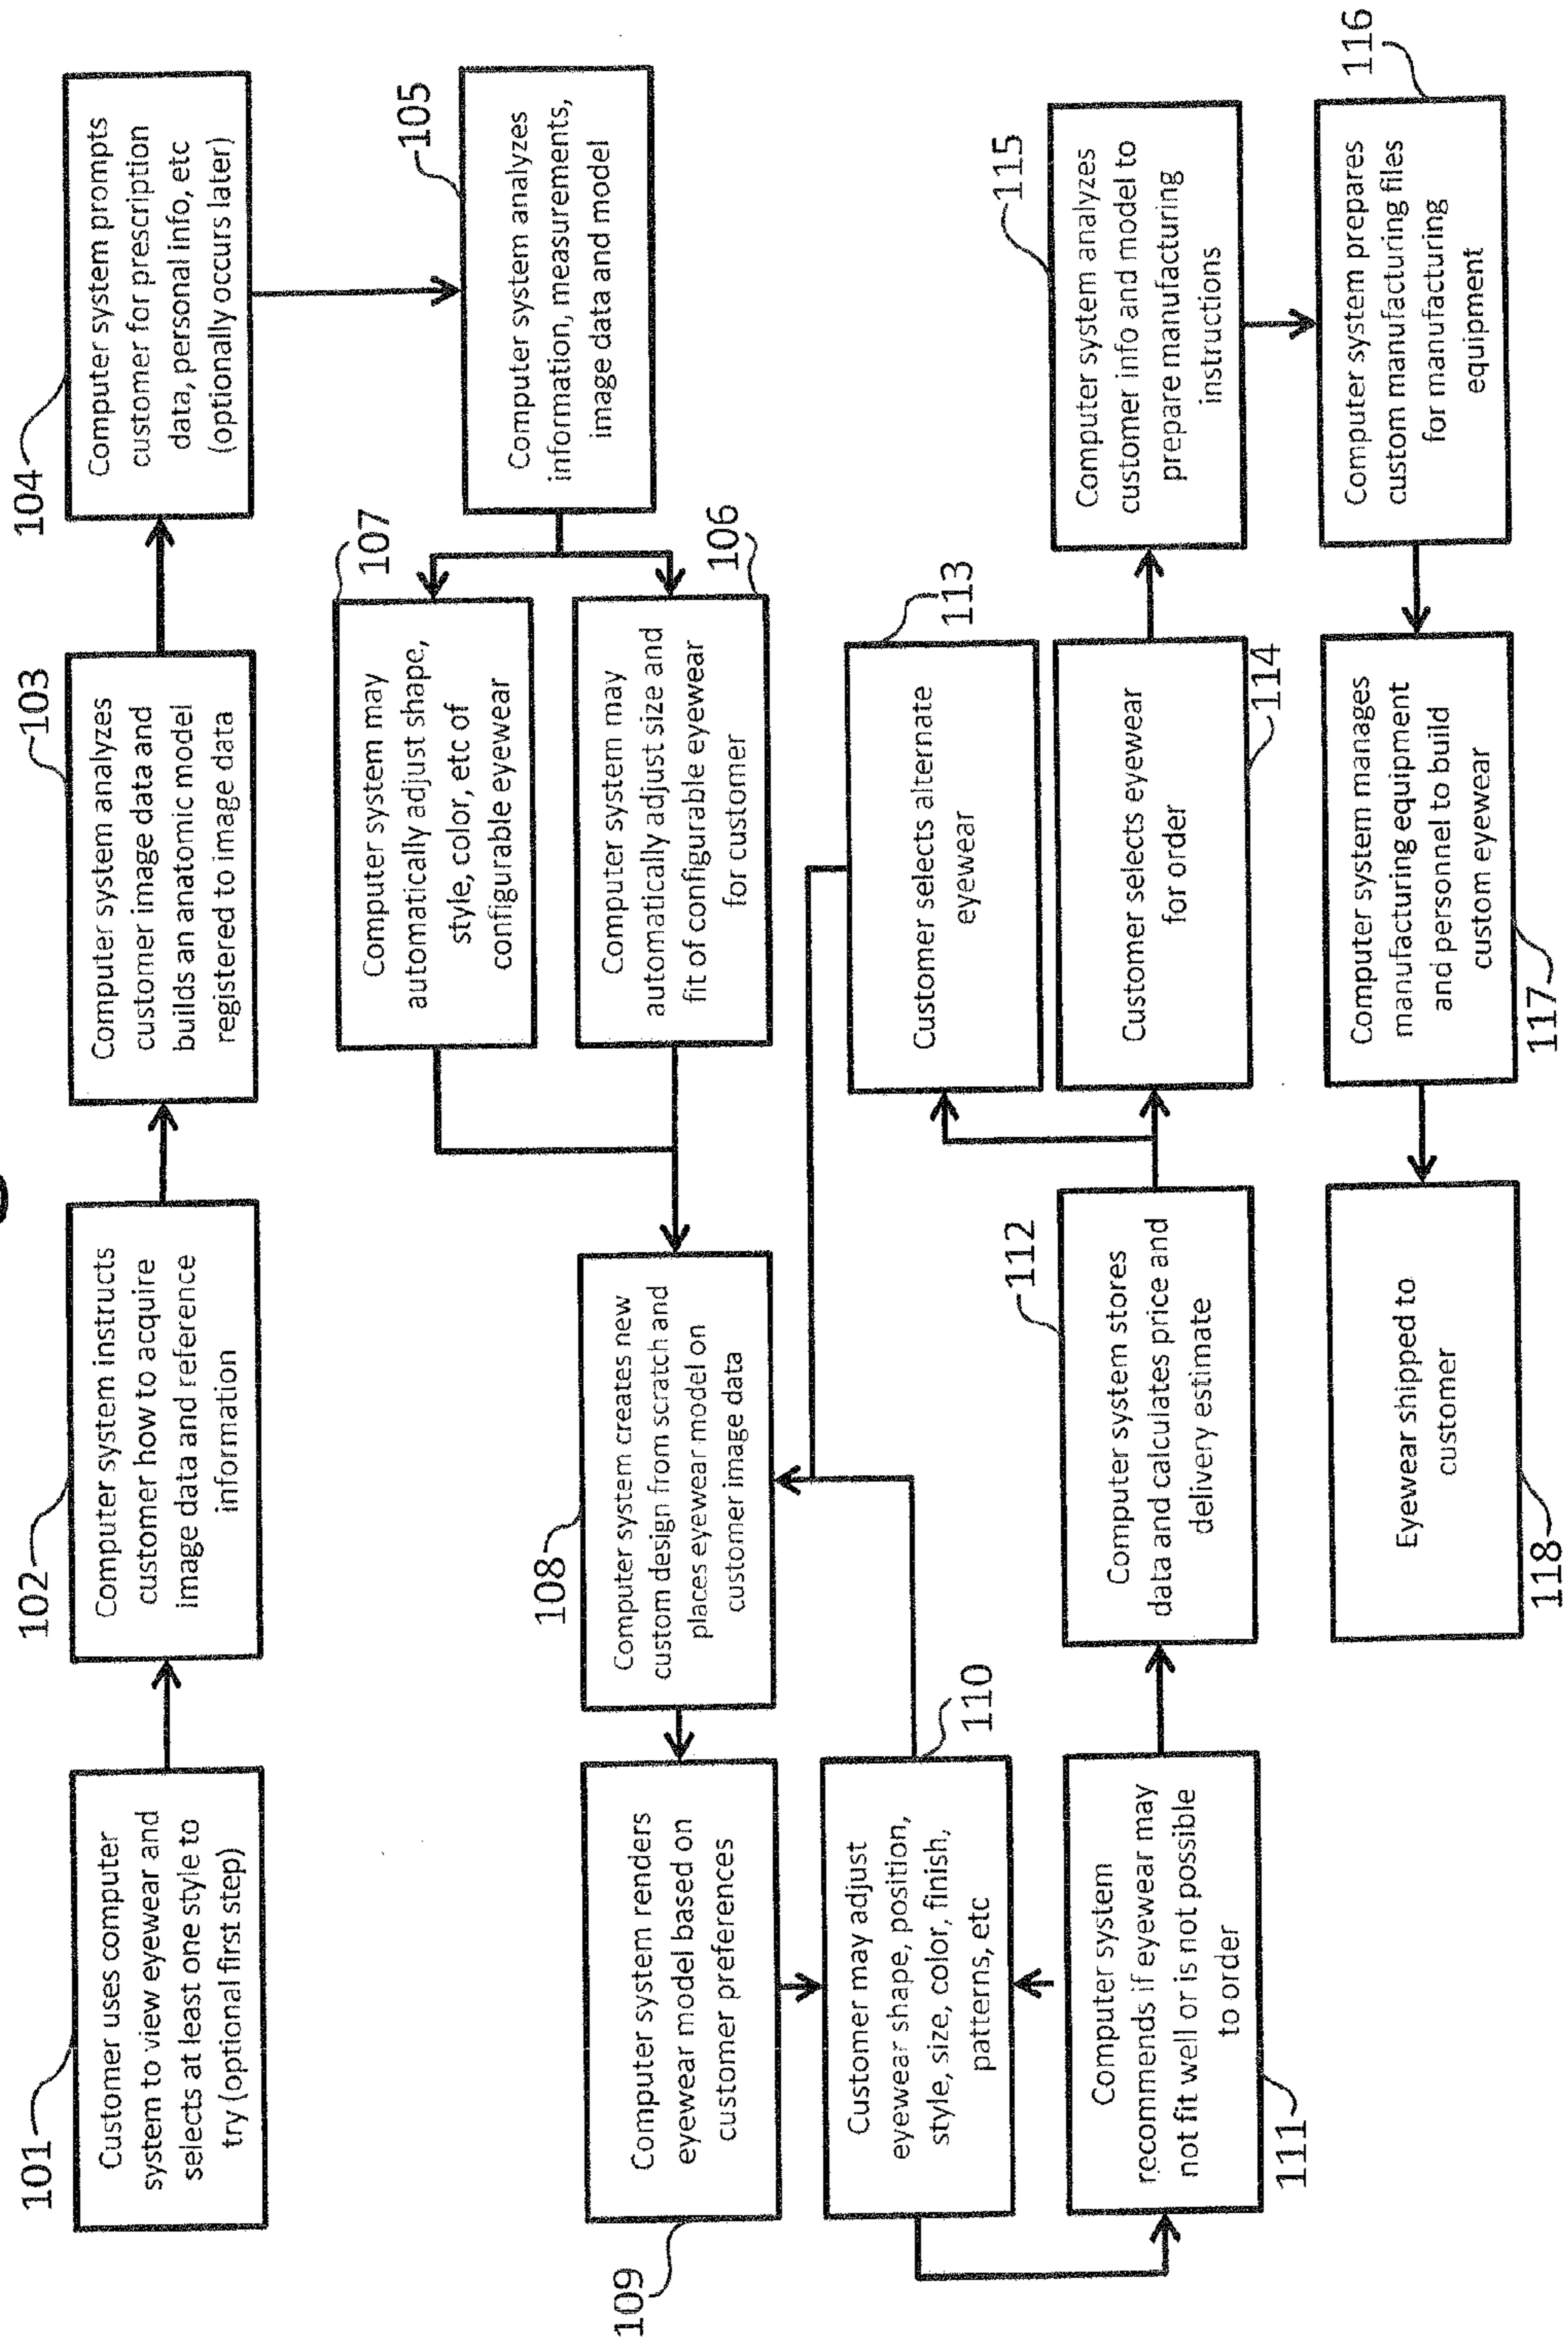 101
Customer uses computer
system to view eyewear and
selects at least one style to
try (optional first step)
102
Computer system instructs
customer how to acquire
image data and reference
information
103
Computer system analyzes
customer image data and
builds an anatomic model
registered to image data
104
Computer system prompts
customer for prescription
data, personal info, etc
(optionally occurs later)
105
Computer system analyzes
information, measurements,
image data and model
107
Computer system may
automatically adjust shape,
style, color, etc of
configurable eyewear
106
Computer system may
automatically adjust size and
fit of configurable eyewear
for customer
108
Computer system creates new
custom design from scratch and
places eyewear model on
customer image data
109
Computer system renders
eyewear model based on
customer preferences
110
Customer may adjust
eyewear shape, position,
style, size, color, finish,
patterns, etc
111
Computer system
recommends if eyewear may
not fit well or is not possible
to order
112
Computer system stores
data and calculates price and
delivery estimate
113
Customer selects alternate
eyewear
114
Customer selects eyewear
for order
115
Computer system analyzes
customer info and model to
prepare manufacturing
instructions
116
Computer system prepares
custom manufacturing files
for manufacturing
equipment
117
Computer system manages
manufacturing equipment
and personnel to build
custom eyewear
118
Eyewear shipped to
customer